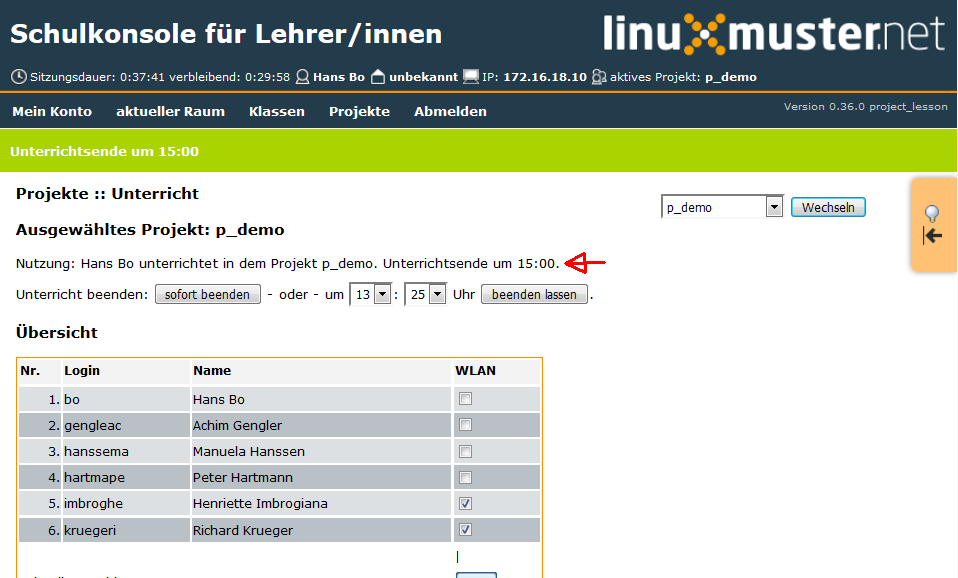 Schulkonsole für Lehrer/innen
linuxmuster.net
Sitzungsdauer: 0:37:41 verbleibend: 0:29:58 Hans Bo unbekannt IP: 172.16.18.10 aktives Projekt: p_demo
Mein Konto aktueller Raum Klassen Projekte Abmelden Version 0.36.0 project_lesson
Unterrichtsende um 15:00
Projekte :: Unterricht
p_demo Wechseln
Ausgewähltes Projekt: p_demo
Nutzung: Hans Bo unterrichtet in dem Projekt p_demo. Unterrichtsende um 15:00.
Unterricht beenden: sofort beenden - oder - um 13 : 25 Uhr beenden lassen .
Übersicht
Nr. Login Name WLAN
1. bo Hans Bo
2. gengleac Achim Gengler
3. hanssema Manuela Hanssen
4. hartmape Peter Hartmann
5. imbroghe Henriette Imbrogiana
6. kruegeri Richard Krueger
|